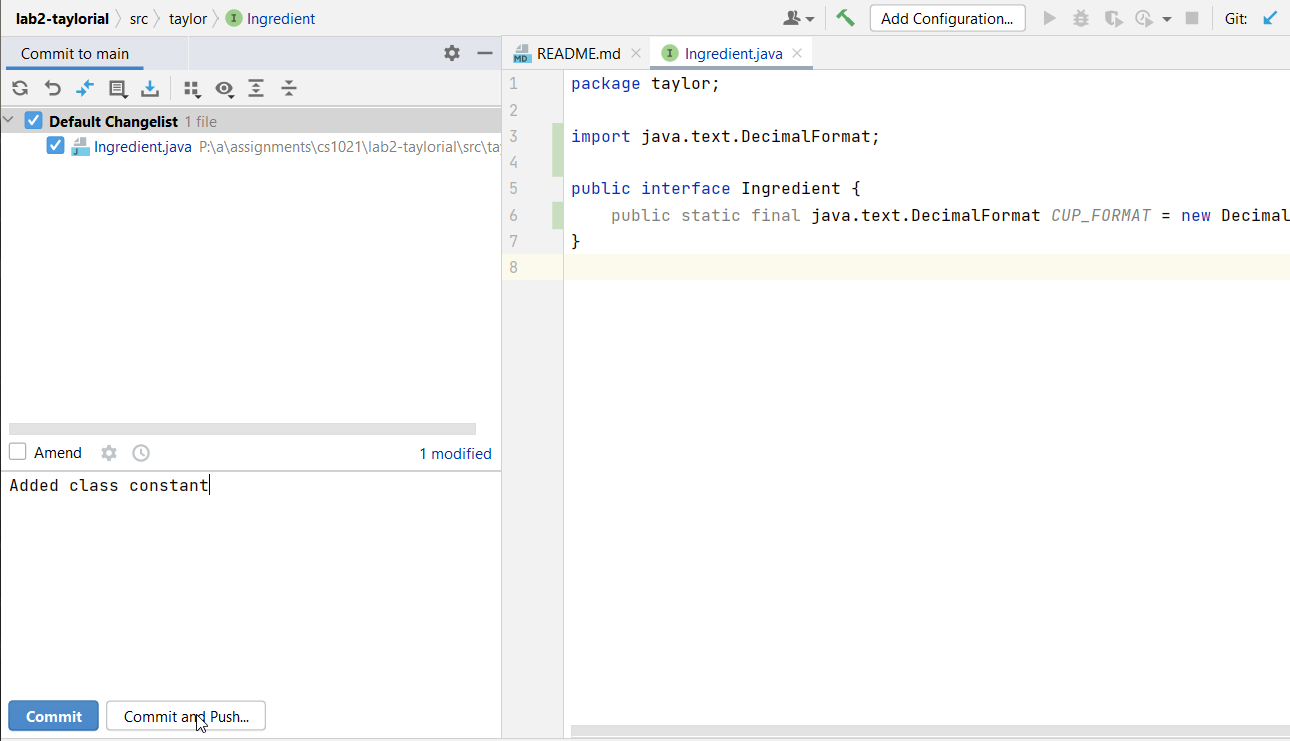 lab2-taylorial src taylor I Ingredient Add Configuration... Git:
Commit to main
MD README.md I Ingredient.java
Default Changelist 1 file
Ingredient.java P:\a\assignments\cs1021\lab2-taylorial\src\ta
Amend 1 modified
Added class constant
Commit Commit and Push...
1 package taylor;
2
3 import java.text.DecimalFormat;
4
5 public interface Ingredient {
6 public static final java.text.DecimalFormat CUP_FORMAT = new Decimal
7 }
8